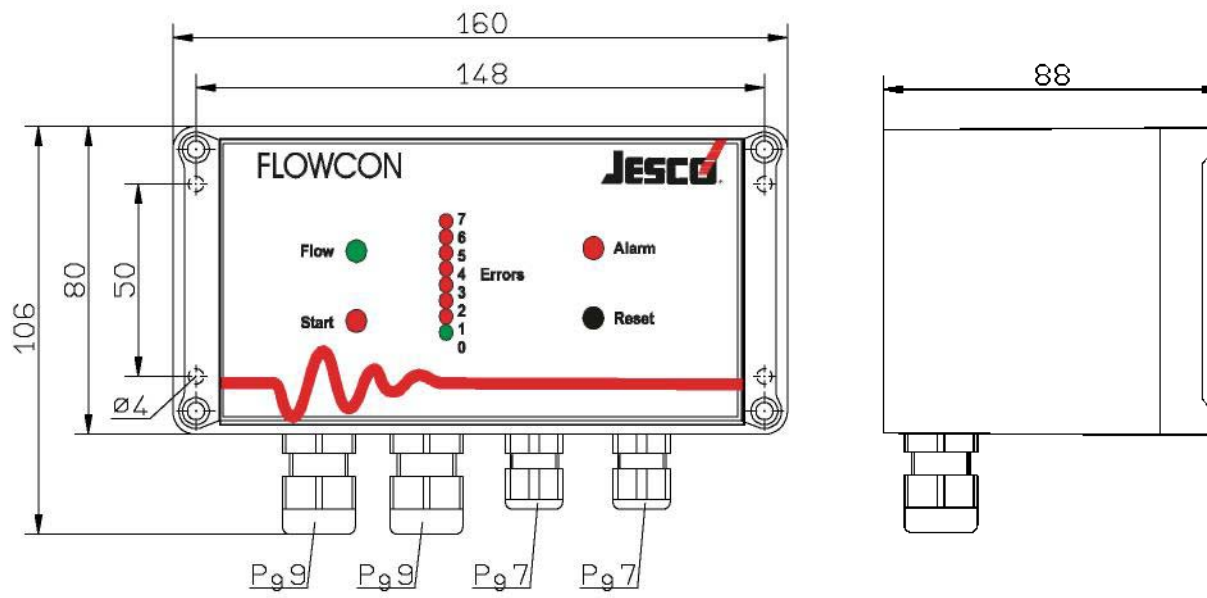 160
148
88
FLOWCON
JESCO
7
6
Flow
5
Alarm
4
Errors
3
2
Start
1
Reset
0
106
80
50
ø4
Pg9
Pg9
Pg7
Pg7